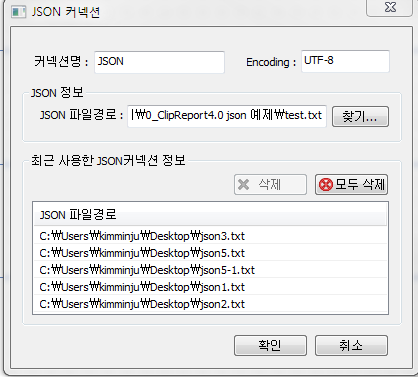 JSON 커넥션
커넥션명 : JSON Encoding : UTF-8
JSON 정보
JSON 파일경로 : l₩0_ClipReport4.0 json 예제₩test.txt 찾기...
최근 사용한 JSON커넥션 정보
삭제 모두 삭제
JSON 파일경로
C:₩Users₩kimminju₩Desktop₩json3.txt
C:₩Users₩kimminju₩Desktop₩json5.txt
C:₩Users₩kimminju₩Desktop₩json5-1.txt
C:₩Users₩kimminju₩Desktop₩json1.txt
C:₩Users₩kimminju₩Desktop₩json2.txt
확인 취소